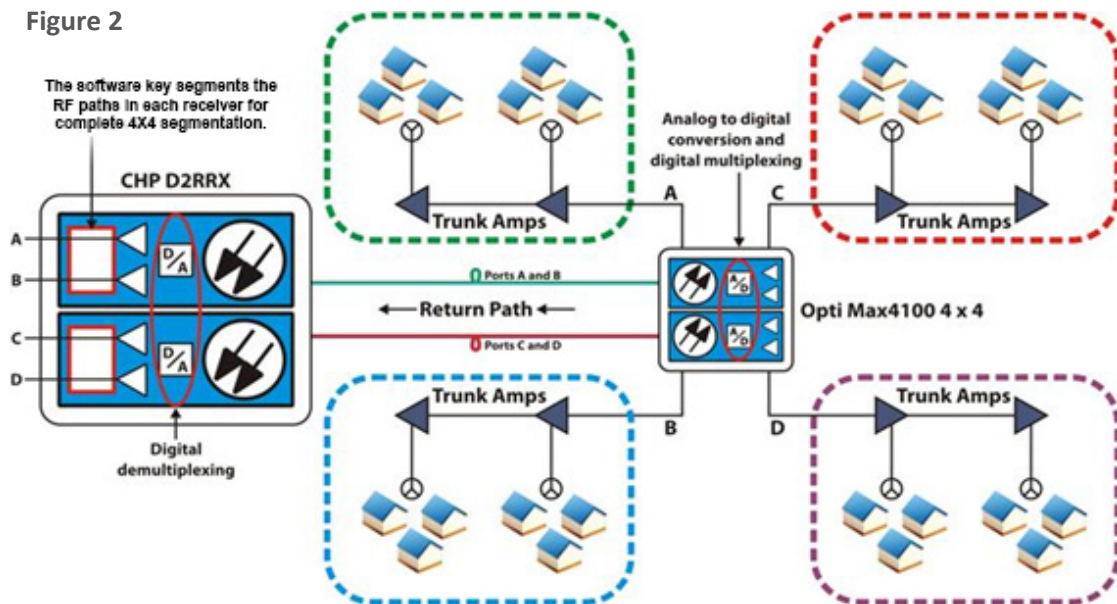 Figure 2
The software key segments the
RF paths in each receiver for
complete 4X4 segmentation.
CHP D2RRX
A
B
C
D
D/A
D/A
Digital
demultiplexing
Trunk Amps
A
Analog to digital
conversion and
digital multiplexing
C
Trunk Amps
Ports A and B
Return Path
Ports C and D
A/D
A/D
Opti Max4100 4 x 4
Trunk Amps
B
D
Trunk Amps